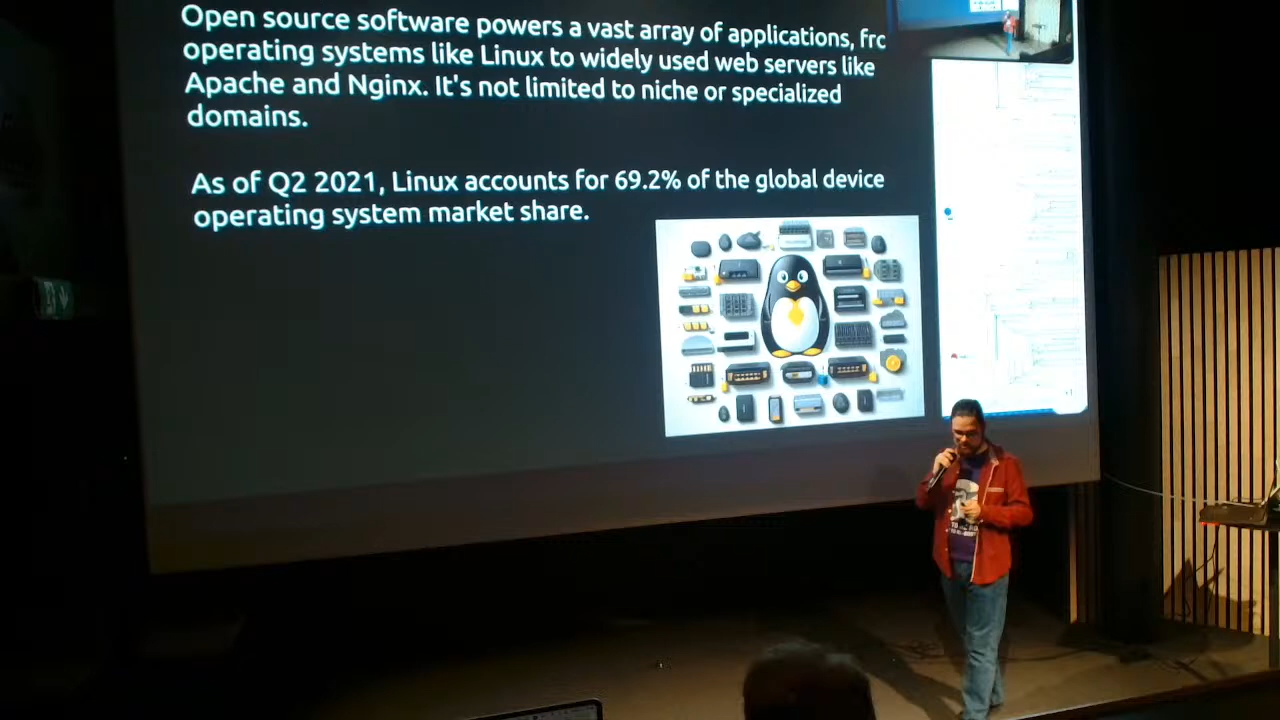 Open source software powers a vast array of applications, frc
operating systems like Linux to widely used web servers like
Apache and Nginx. It's not limited to niche or specialized
domains.
As of Q2 2021, Linux accounts for 69.2% of the global device
operating system market share.